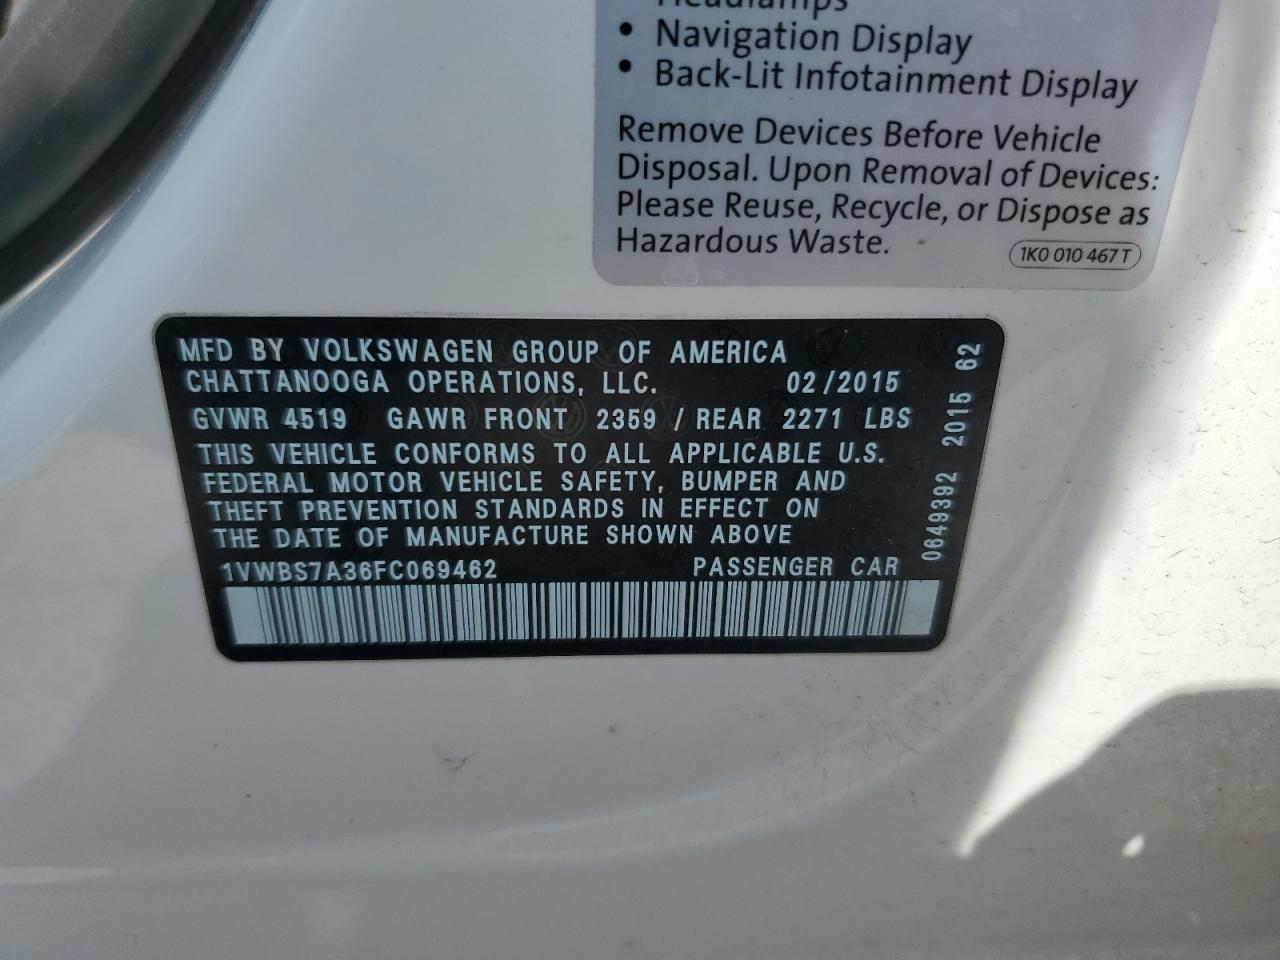 Headlamps
• Navigation Display
• Back-Lit Infotainment Display
Remove Devices Before Vehicle
Disposal. Upon Removal of Devices:
Please Reuse, Recycle, or Dispose as
Hazardous Waste.
1K0 010 467 T
MFD BY VOLKSWAGEN GROUP OF AMERICA
CHATTANOOGA OPERATIONS, LLC. 02/2015
GVWR 4519 GAWR FRONT 2359 / REAR 2271 LBS
THIS VEHICLE CONFORMS TO ALL APPLICABLE U.S.
FEDERAL MOTOR VEHICLE SAFETY, BUMPER AND
THEFT PREVENTION STANDARDS IN EFFECT ON
THE DATE OF MANUFACTURE SHOWN ABOVE
1VWBS7A36FC069462 PASSENGER CAR
0649392 2015 62